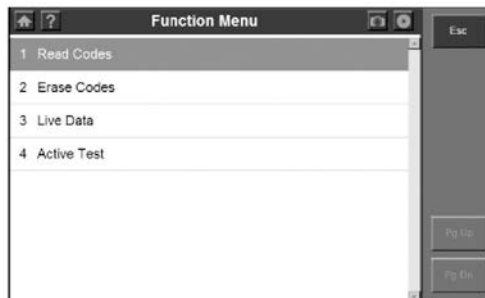 ? Function Menu
Esc
1 Read Codes
2 Erase Codes
3 Live Data
4 Active Test
Pg Up
Pg Dn